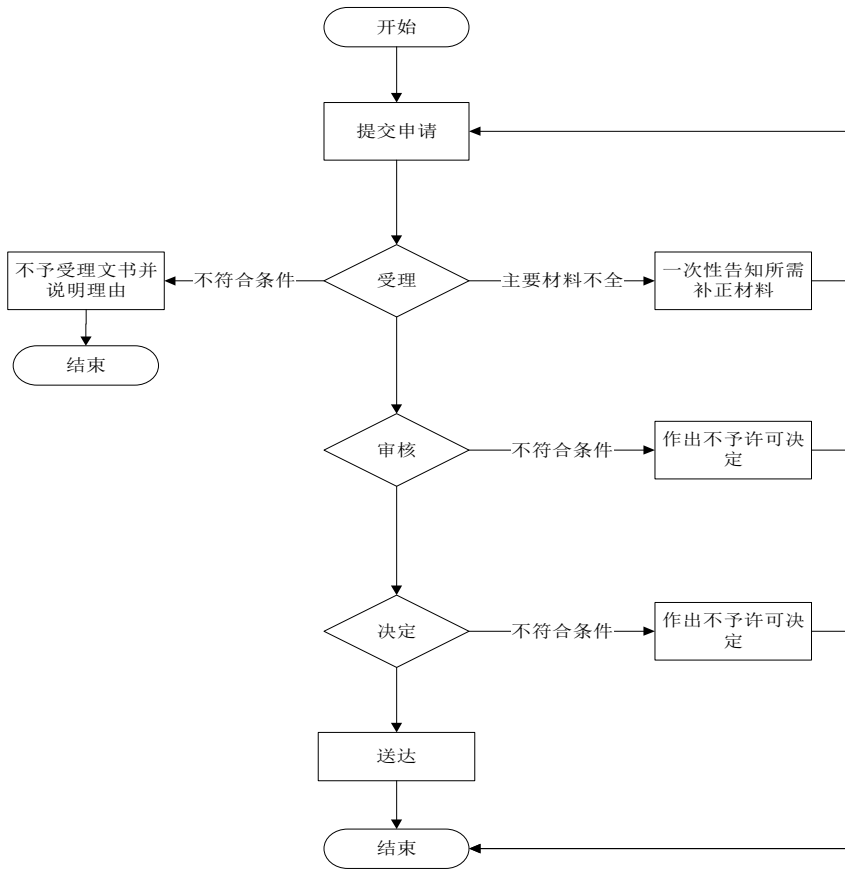 开始
提交申请
不予受理文书并
说明理由
不符合条件
受理
主要材料不全
一次性告知所需
补正材料
结束
审核
不符合条件
作出不予许可决
定
决定
不符合条件
作出不予许可决
定
送达
结束